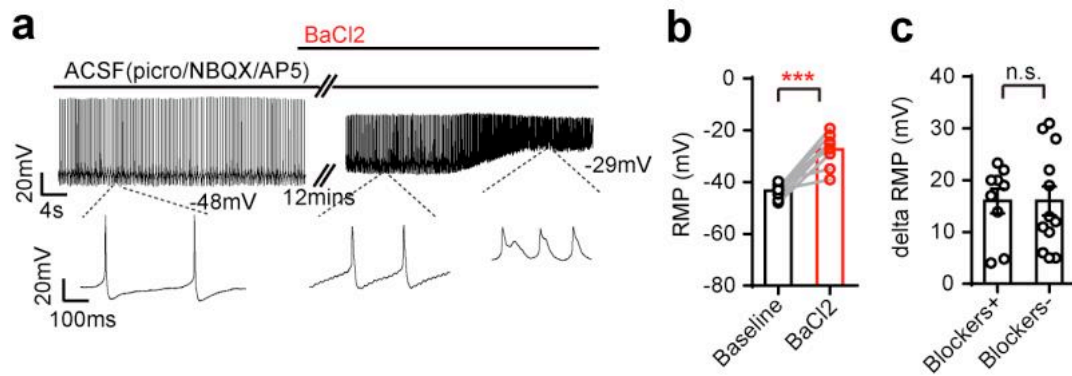 a
BaCl2
ACSF(picro/NBQX/AP5)
20mV
4s
-48mV
12mins
-29mV
20mV
100ms
b
0
-20
-40
-60
-80
RMP (mV)
***
Baseline
BaCl2
c
40
30
20
10
0
delta RMP (mV)
n.s.
Blockers+
Blockers-